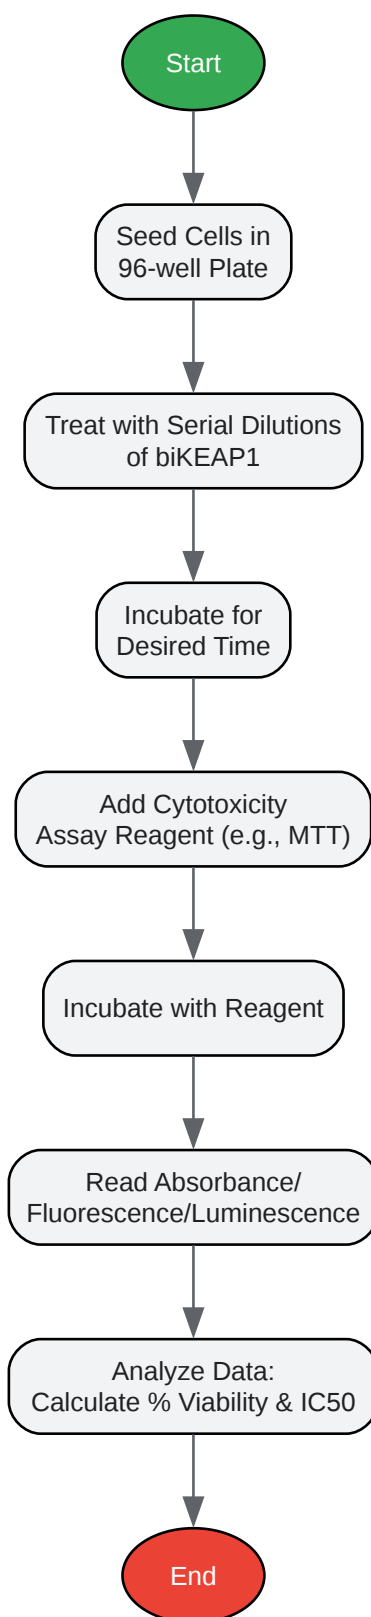 Start
Seed Cells in
96-well Plate
Treat with Serial Dilutions
of biKEAP1
Incubate for
Desired Time
Add Cytotoxicity
Assay Reagent (e.g., MTT)
Incubate with Reagent
Read Absorbance/
Fluorescence/Luminescence
Analyze Data:
Calculate % Viability & IC50
End